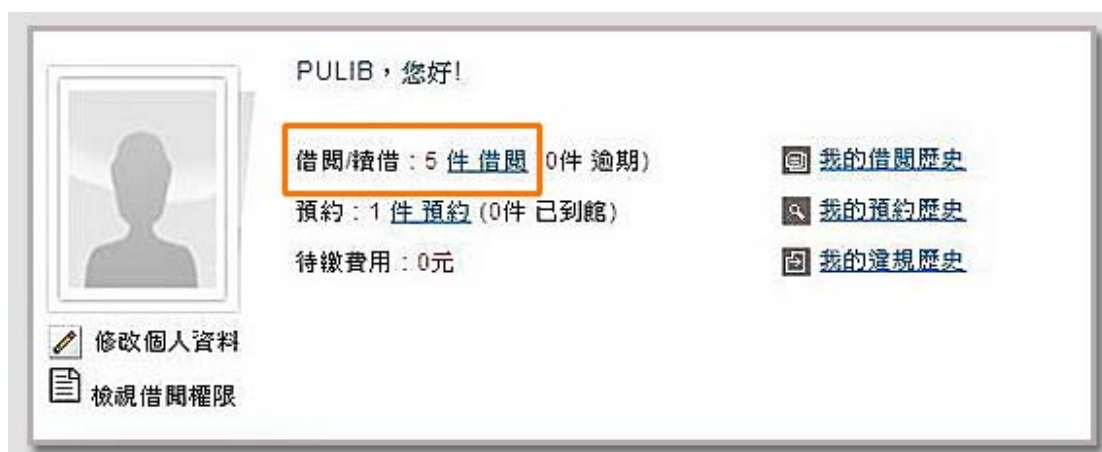 PULIB，您好!
借閱/續借：5 件 借閱 0件 逾期)
預約：1 件 預約 (0件 已到館)
待繳費用：0元
我的借閱歷史
我的預約歷史
我的違規歷史
修改個人資料
檢視借閱權限